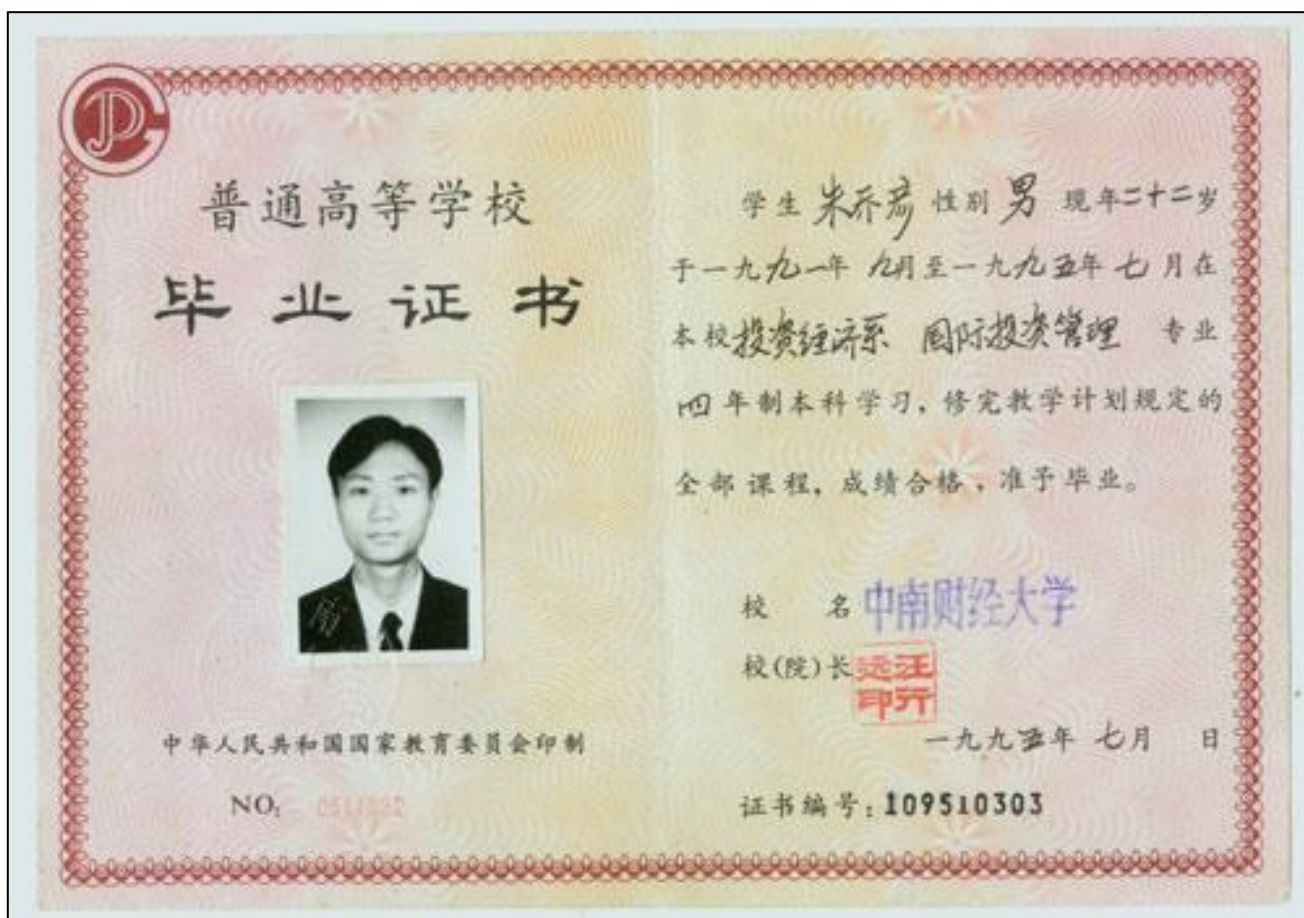 普通高等学校
毕业证书
中华人民共和国国家教育委员会印制
NO:
学生 性别 男 现年二十二岁
于一九九一年 九月至一九九五年 七月在
本校投资经济系 国际投资管理 专业
四年制本科学习，修完教学计划规定的
全部课程，成绩合格，准予毕业。
校 名 中南财经大学
校(院)长 汪行远印
一九九五年 七月 日
证书编号：109510303